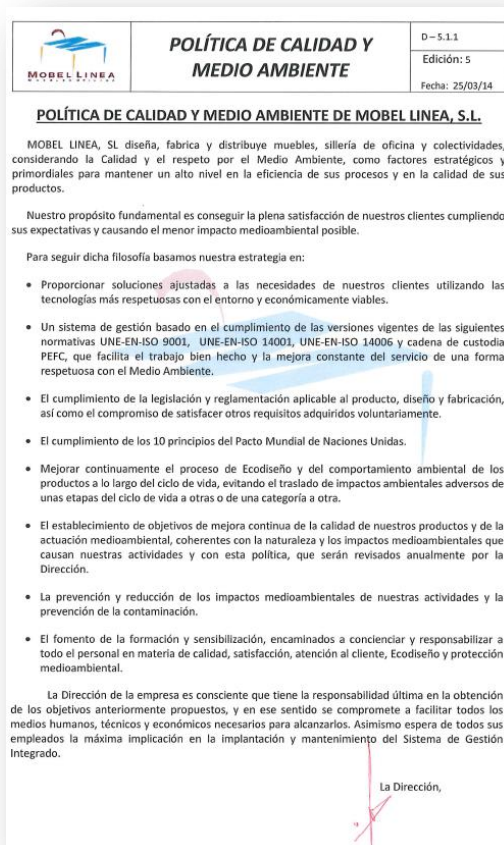 MOBEL LINEA
POLÍTICA DE CALIDAD Y
MEDIO AMBIENTE
D – 5.1.1
Edición: 5
Fecha: 25/03/14
POLÍTICA DE CALIDAD Y MEDIO AMBIENTE DE MOBEL LINEA, S.L.
MOBEL LINEA, SL diseña, fabrica y distribuye muebles, sillería de oficina y colectividades,
considerando la Calidad y el respeto por el Medio Ambiente, como factores estratégicos y
primordiales para mantener un alto nivel en la eficiencia de sus procesos y en la calidad de sus
productos.
Nuestro propósito fundamental es conseguir la plena satisfacción de nuestros clientes cumpliendo
sus expectativas y causando el menor impacto medioambiental posible.
Para seguir dicha filosofía basamos nuestra estrategia en:
• Proporcionar soluciones ajustadas a las necesidades de nuestros clientes utilizando las
tecnologías más respetuosas con el entorno y económicamente viables.
• Un sistema de gestión basado en el cumplimiento de las versiones vigentes de las siguientes
normativas UNE-EN-ISO 9001, UNE-EN-ISO 14001, UNE-EN-ISO 14006 y cadena de custodia
PEFC, que facilita el trabajo bien hecho y la mejora constante del servicio de una forma
respetuosa con el Medio Ambiente.
• El cumplimiento de la legislación y reglamentación aplicable al producto, diseño y fabricación,
así como el compromiso de satisfacer otros requisitos adquiridos voluntariamente.
• El cumplimiento de los 10 principios del Pacto Mundial de Naciones Unidas.
• Mejorar continuamente el proceso de Ecodiseño y del comportamiento ambiental de los
productos a lo largo del ciclo de vida, evitando el traslado de impactos ambientales adversos de
unas etapas del ciclo de vida a otras o de una categoría a otra.
• El establecimiento de objetivos de mejora continua de la calidad de nuestros productos y de la
actuación medioambiental, coherentes con la naturaleza y los impactos medioambientales que
causan nuestras actividades y con esta política, que serán revisados anualmente por la
Dirección.
• La prevención y reducción de los impactos medioambientales de nuestras actividades y la
prevención de la contaminación.
• El fomento de la formación y sensibilización, encaminados a concienciar y responsabilizar a
todo el personal en materia de calidad, satisfacción, atención al cliente, Ecodiseño y protección
medioambiental.
La Dirección de la empresa es consciente que tiene la responsabilidad última en la obtención
de los objetivos anteriormente propuestos, y en ese sentido se compromete a facilitar todos los
medios humanos, técnicos y económicos necesarios para alcanzarlos. Asimismo espera de todos sus
empleados la máxima implicación en la implantación y mantenimiento del Sistema de Gestión
Integrado.
La Dirección,